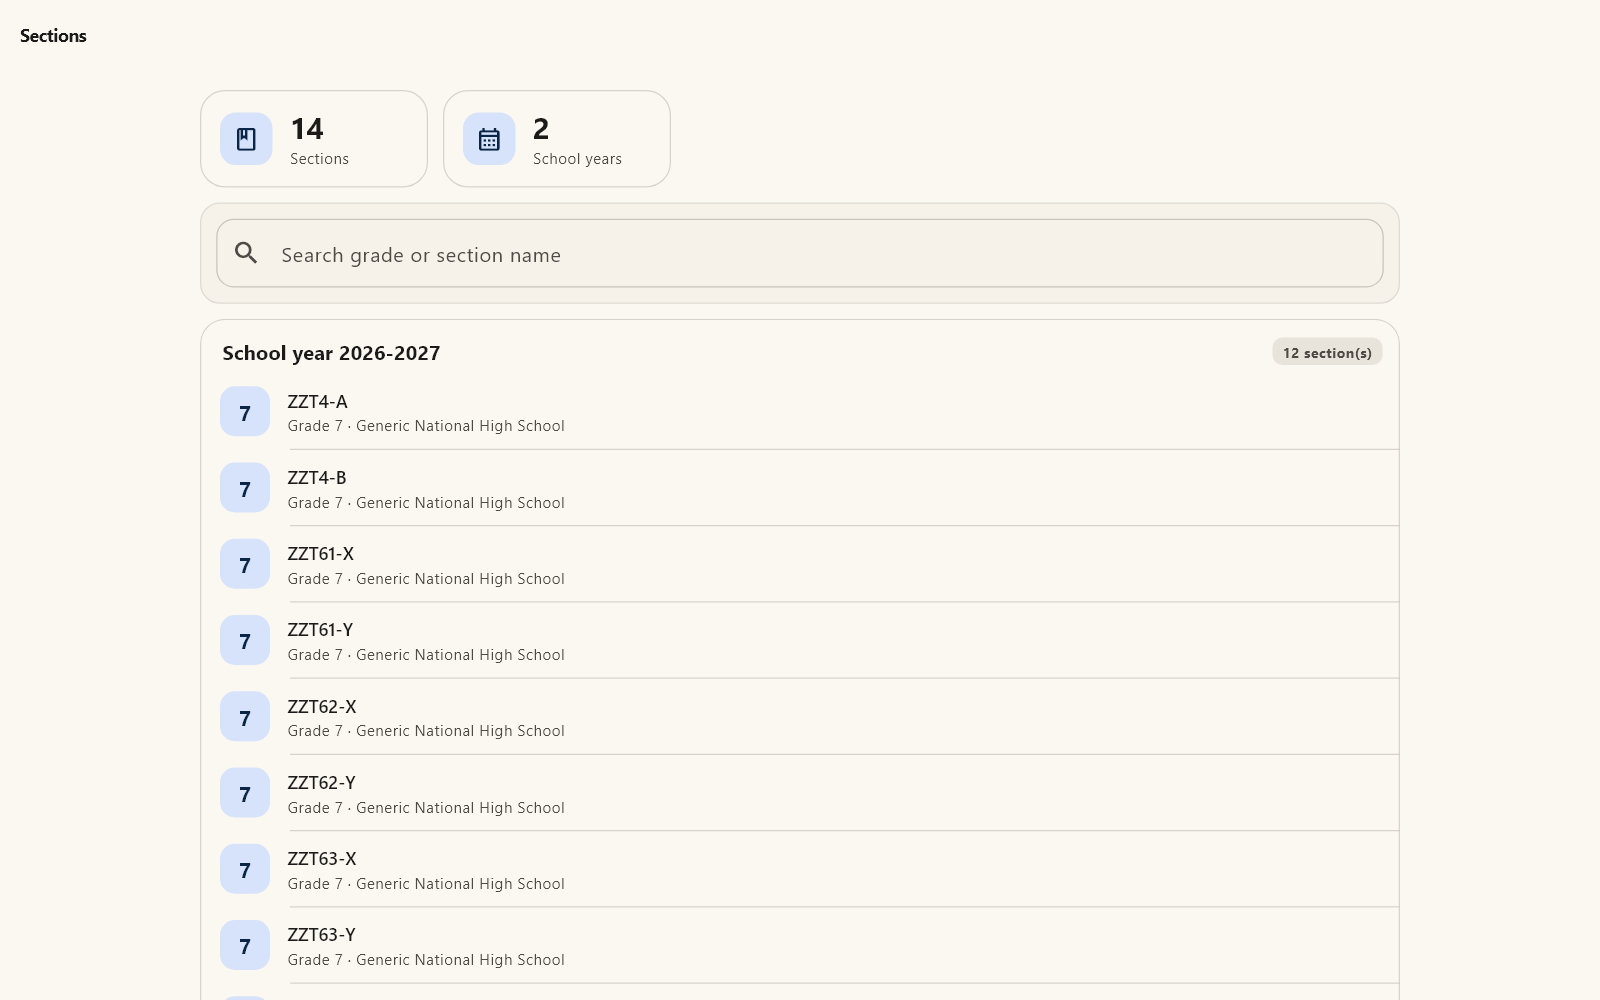 Sections
14
Sections
2
School years
Search grade or section name
School year 2026-2027
12 section(s)
7
ZZT4-A
Grade 7 · Generic National High School
7
ZZT4-B
Grade 7 · Generic National High School
7
ZZT61-X
Grade 7 · Generic National High School
7
ZZT61-Y
Grade 7 · Generic National High School
7
ZZT62-X
Grade 7 · Generic National High School
7
ZZT62-Y
Grade 7 · Generic National High School
7
ZZT63-X
Grade 7 · Generic National High School
7
ZZT63-Y
Grade 7 · Generic National High School